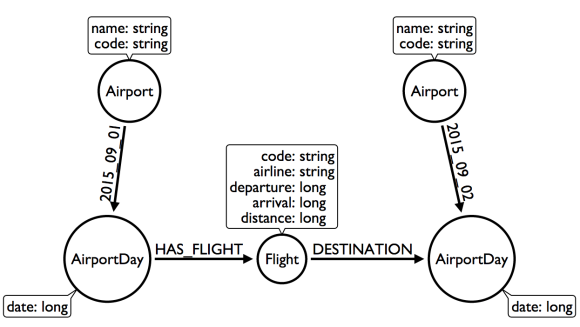 name: string
code: string
name: string
code: string
Airport
Airport
2015_09_01
2015_09_02
code: string
airline: string
departure: long
arrival: long
distance: long
AirportDay
HAS_FLIGHT
Flight
DESTINATION
AirportDay
date: long
date: long